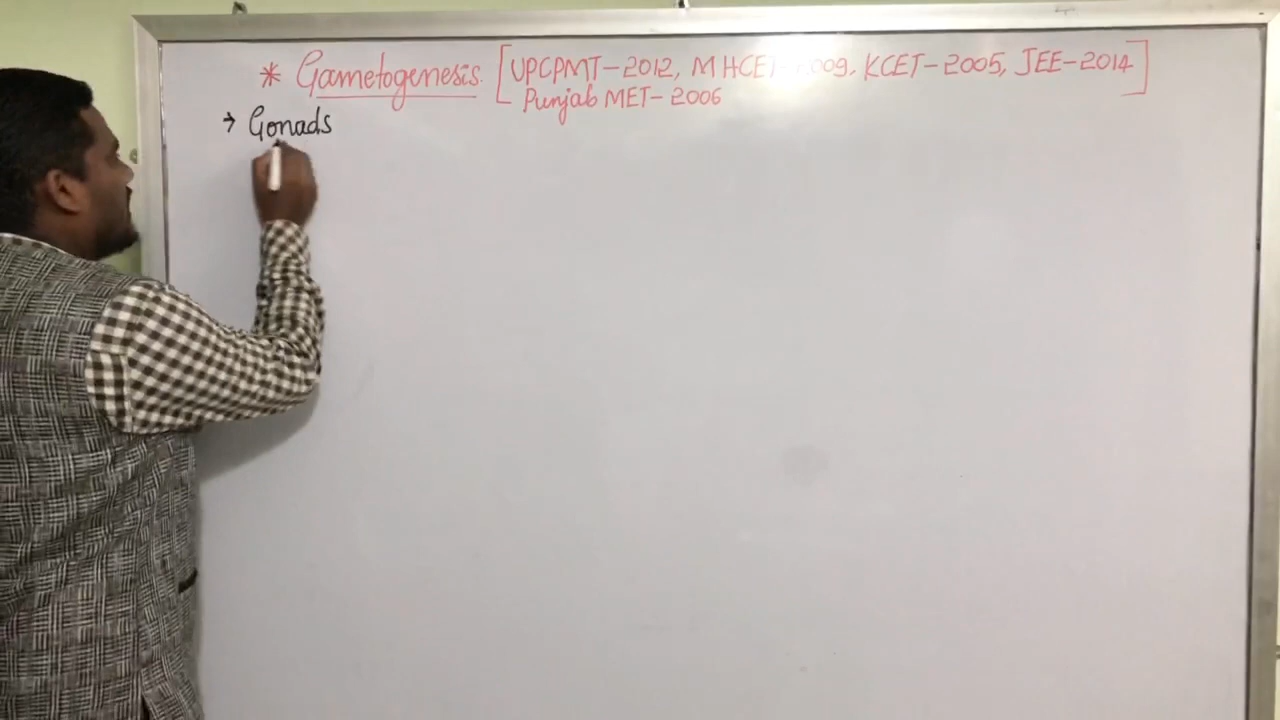 * Gametogenesis [UPCPMT-2012, MHCET-2009, KCET-2005, JEE-2014]
Punjab MET-2006
→ Gonads